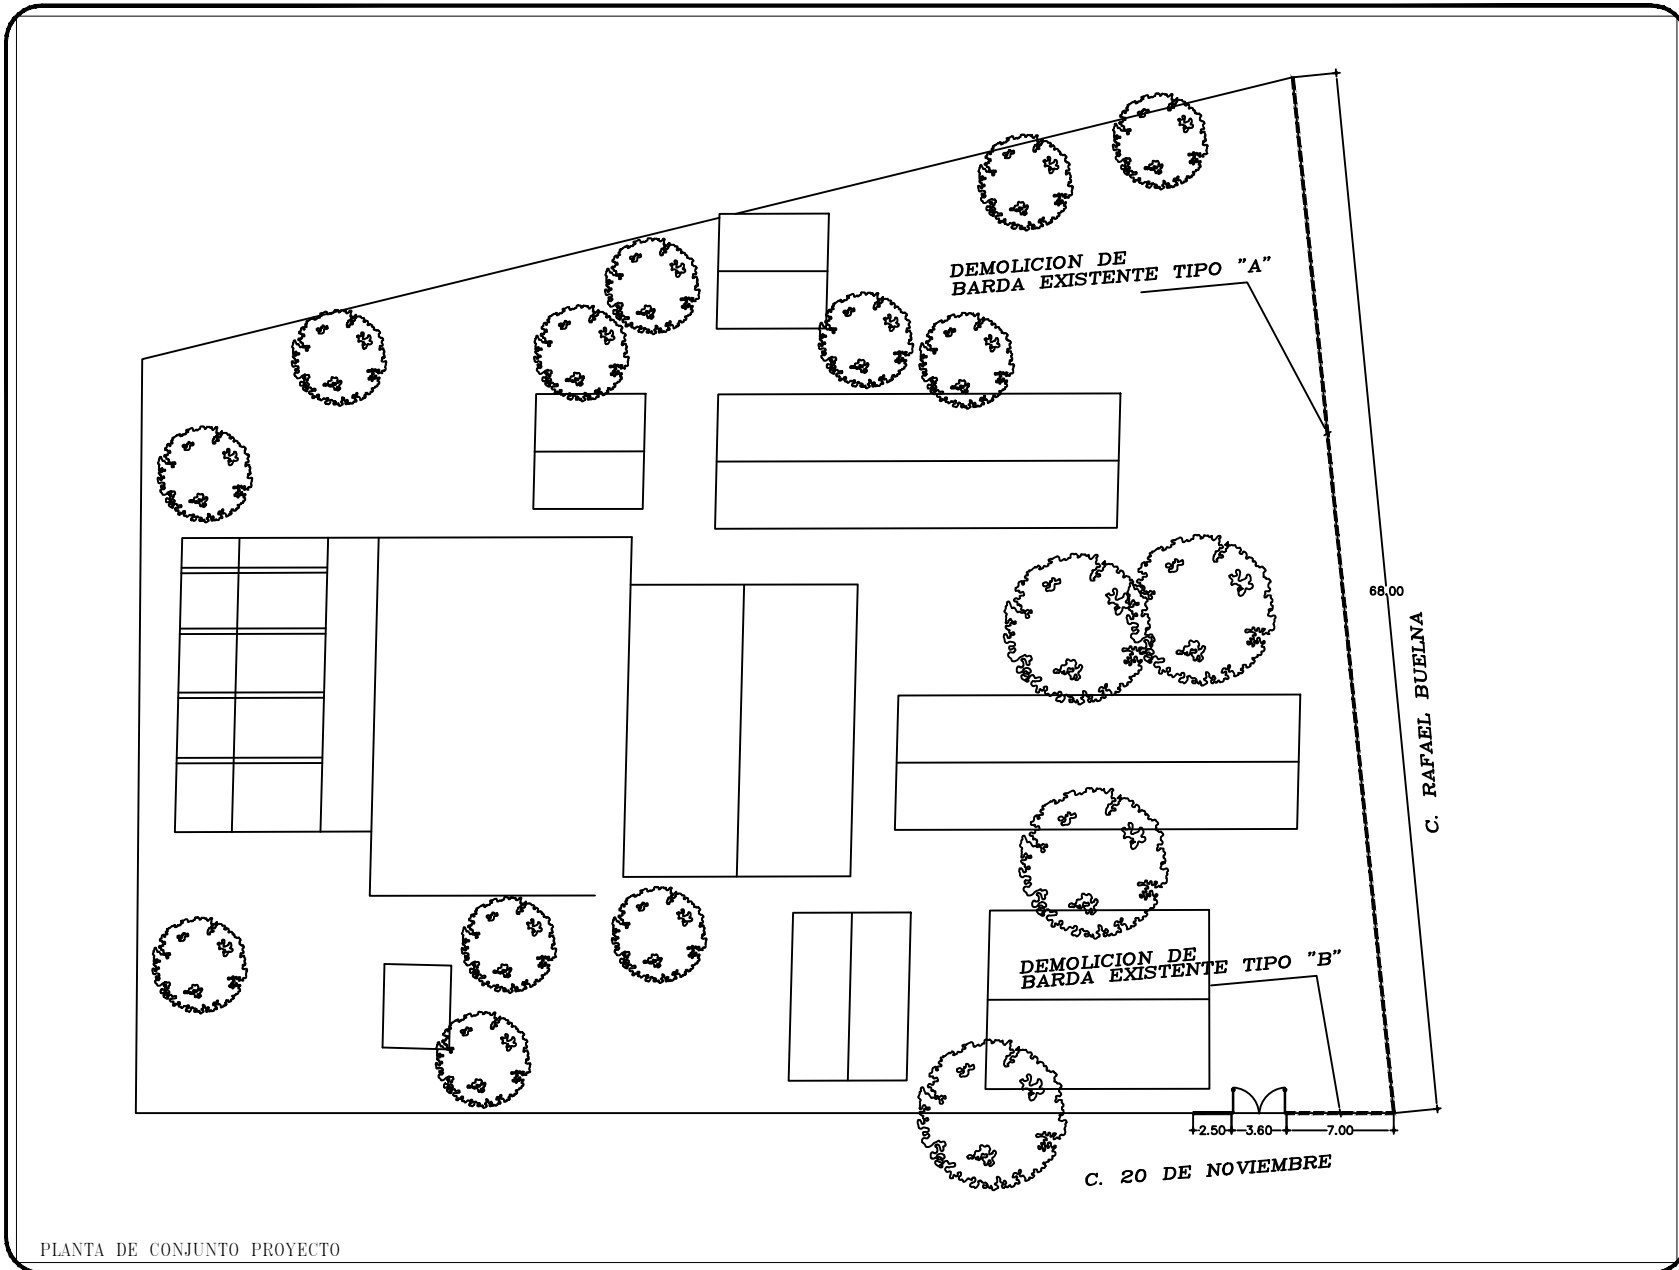 DEMOLICION DE
BARDA EXISTENTE TIPO "A"
68.00
C. RAFAEL BUELNA
DEMOLICION DE
BARDA EXISTENTE TIPO "B"
2.50 3.60 7.00
C. 20 DE NOVIEMBRE
PLANTA DE CONJUNTO PROYECTO